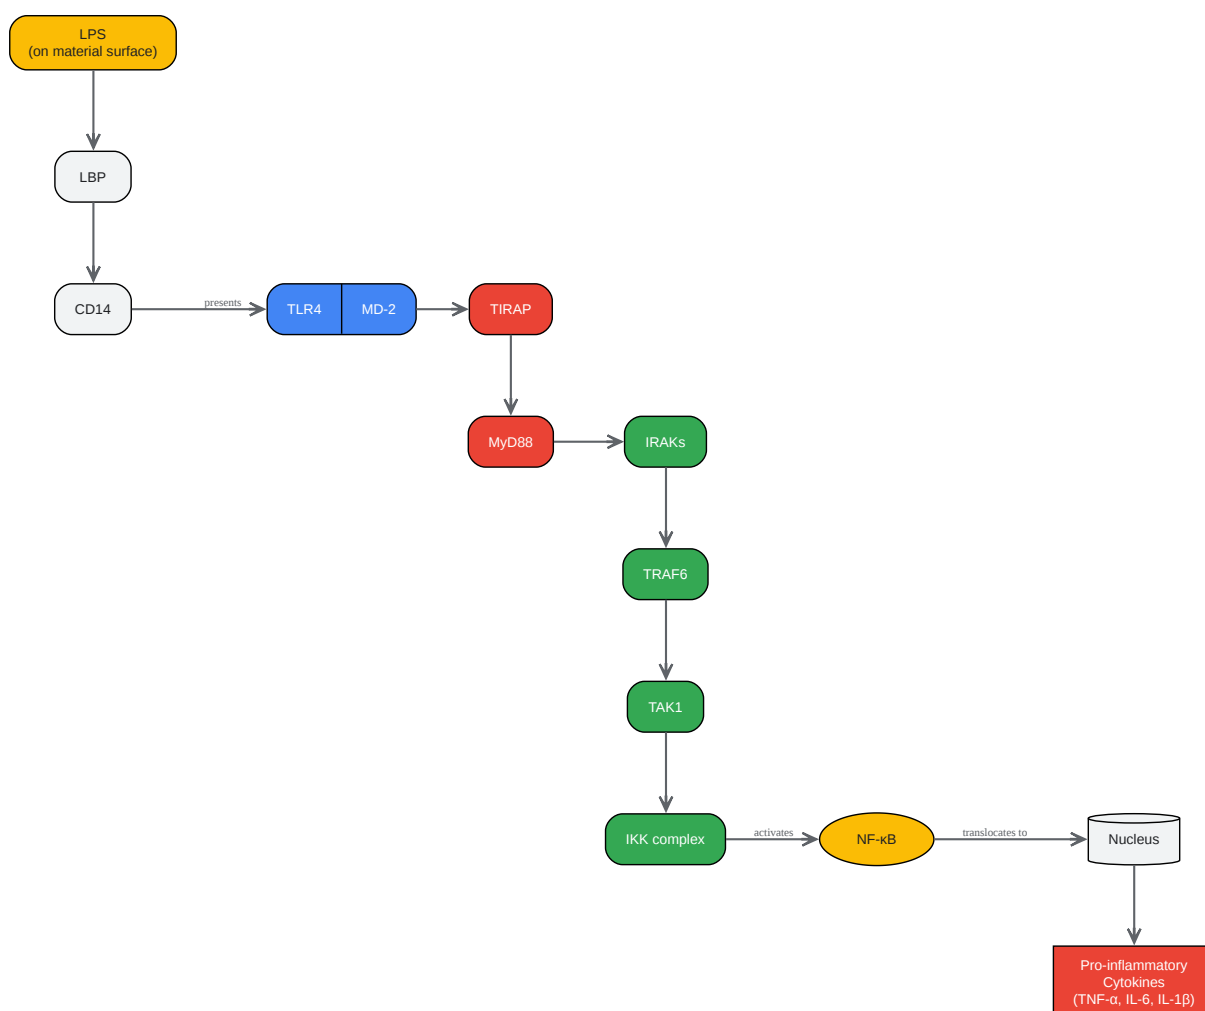 LPS
(on material surface)
LBP
CD14
presents
TLR4
MD-2
TIRAP
MyD88
IRAKs
TRAF6
TAK1
IKK complex
activates
NF-κB
translocates to
Nucleus
Pro-inflammatory
Cytokines
(TNF-α, IL-6, IL-1β)